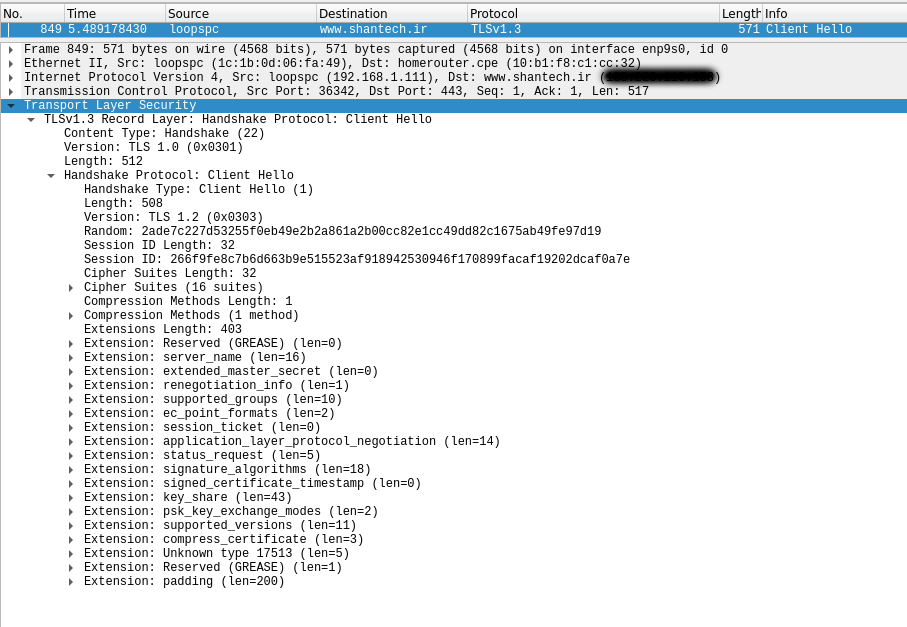 No. Time Source Destination Protocol Length Info
849 5.489178430 loopspc www.shantech.ir TLSv1.3 571 Client Hello
Frame 849: 571 bytes on wire (4568 bits), 571 bytes captured (4568 bits) on interface enp9s0, id 0
Ethernet II, Src: loopspc (1c:1b:0d:06:fa:49), Dst: homerouter.cpe (10:b1:f8:c1:cc:32)
Internet Protocol Version 4, Src: loopspc (192.168.1.111), Dst: www.shantech.ir ( )
Transmission Control Protocol, Src Port: 36342, Dst Port: 443, Seq: 1, Ack: 1, Len: 517
Transport Layer Security
TLSv1.3 Record Layer: Handshake Protocol: Client Hello
Content Type: Handshake (22)
Version: TLS 1.0 (0x0301)
Length: 512
Handshake Protocol: Client Hello
Handshake Type: Client Hello (1)
Length: 508
Version: TLS 1.2 (0x0303)
Random: 2ade7c227d53255f0eb49e2b2a861a2b00cc82e1cc49dd82c1675ab49fe97d19
Session ID Length: 32
Session ID: 266f9fe8c7b6d663b9e515523af918942530946f170899facaf19202dcaf0a7e
Cipher Suites Length: 32
Cipher Suites (16 suites)
Compression Methods Length: 1
Compression Methods (1 method)
Extensions Length: 403
Extension: Reserved (GREASE) (len=0)
Extension: server_name (len=16)
Extension: extended_master_secret (len=0)
Extension: renegotiation_info (len=1)
Extension: supported_groups (len=10)
Extension: ec_point_formats (len=2)
Extension: session_ticket (len=0)
Extension: application_layer_protocol_negotiation (len=14)
Extension: status_request (len=5)
Extension: signature_algorithms (len=18)
Extension: signed_certificate_timestamp (len=0)
Extension: key_share (len=43)
Extension: psk_key_exchange_modes (len=2)
Extension: supported_versions (len=11)
Extension: compress_certificate (len=3)
Extension: Unknown type 17513 (len=5)
Extension: Reserved (GREASE) (len=1)
Extension: padding (len=200)